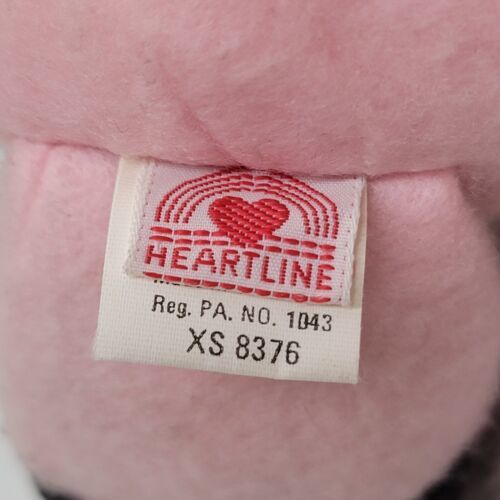 HEARTLINE
Reg. PA. NO. 1043
XS 8376